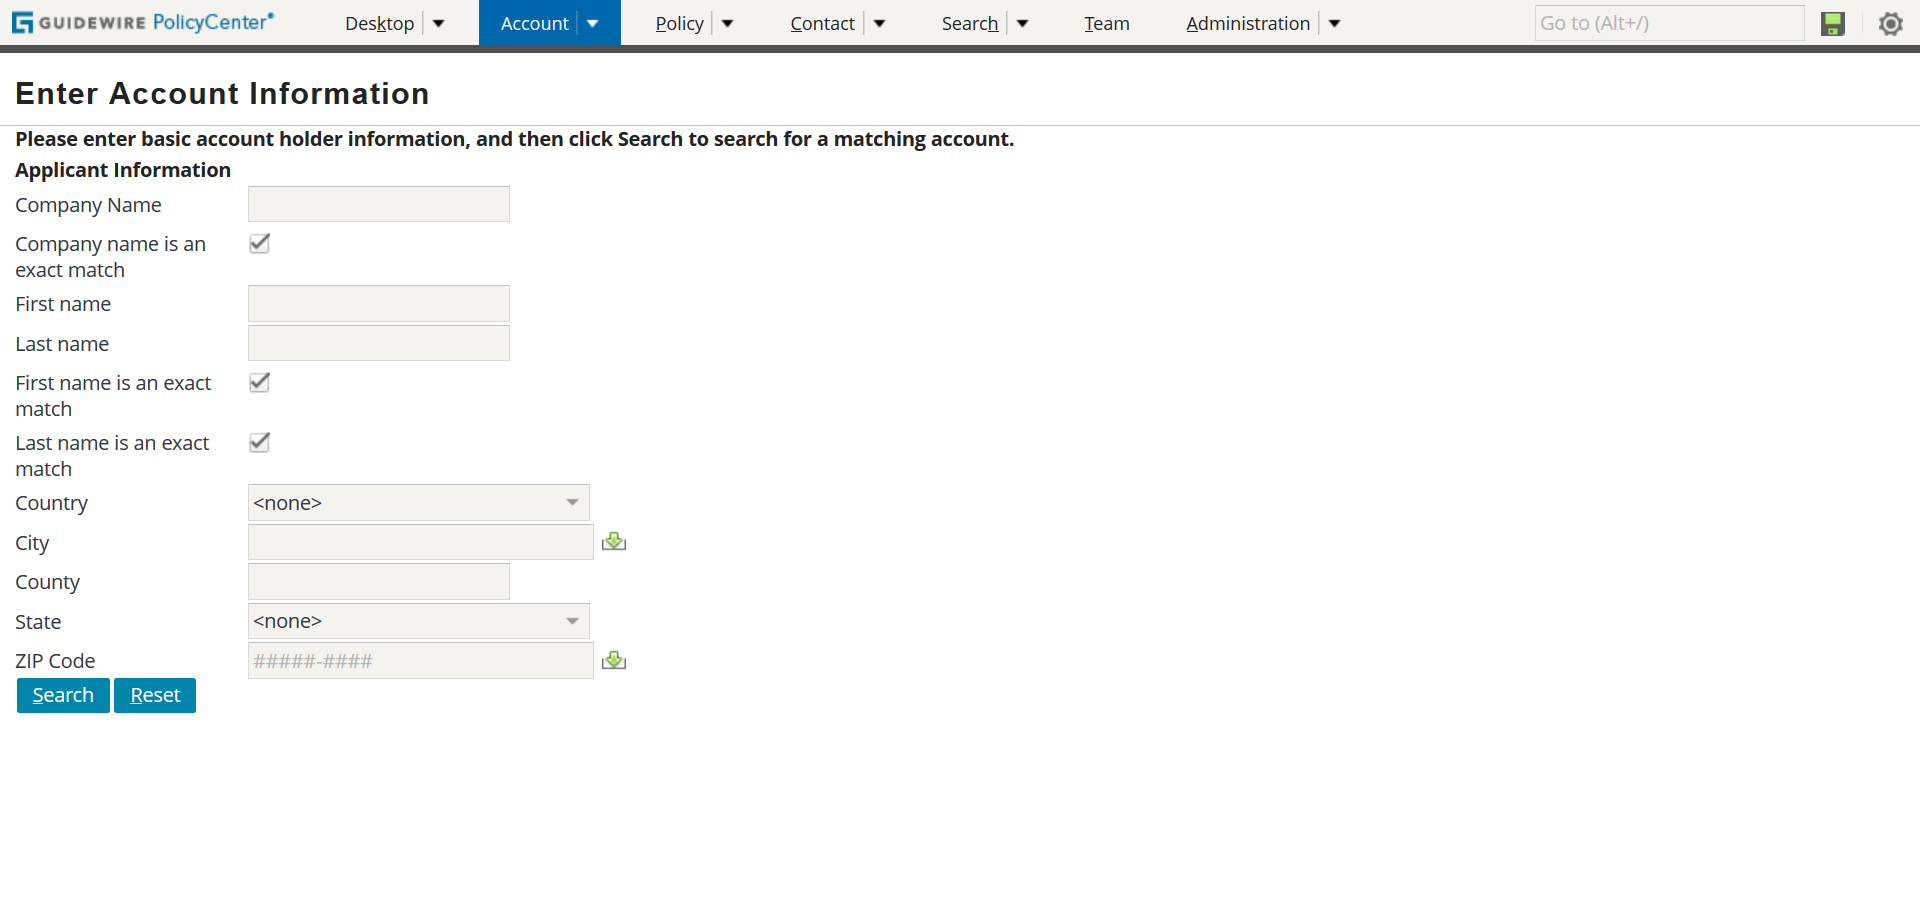 GUIDEWIRE PolicyCenter® Desktop Account Policy Contact Search Team Administration Go to (Alt+/)
Enter Account Information
Please enter basic account holder information, and then click Search to search for a matching account.
Applicant Information
Company Name
Company name is an
exact match
First name
Last name
First name is an exact
match
Last name is an exact
match
Country <none>
City
County
State <none>
ZIP Code #####-####
Search Reset